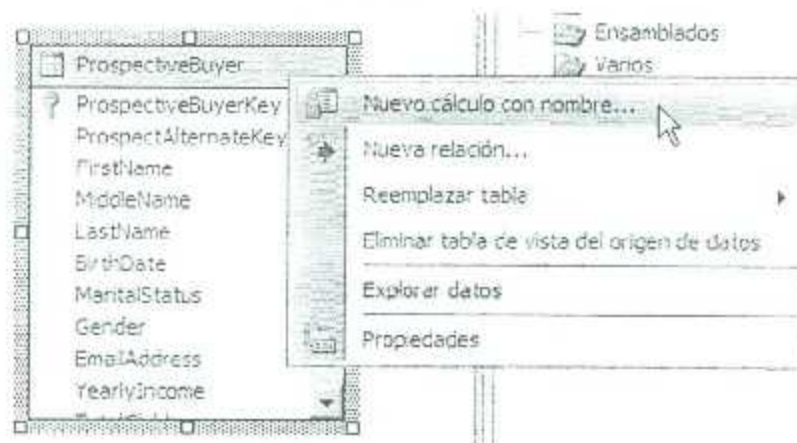 Ensamblados
Varios
ProspectiveBuyer
ProspectiveBuyerKey
ProspectAlternateKey
FirstName
MiddleName
LastName
BirthDate
MaritalStatus
Gender
EmailAddress
YearlyIncome
Nuevo cálculo con nombre...
Nueva relación...
Reemplazar tabla
Eliminar tabla de vista del origen de datos
Explorar datos
Propiedades